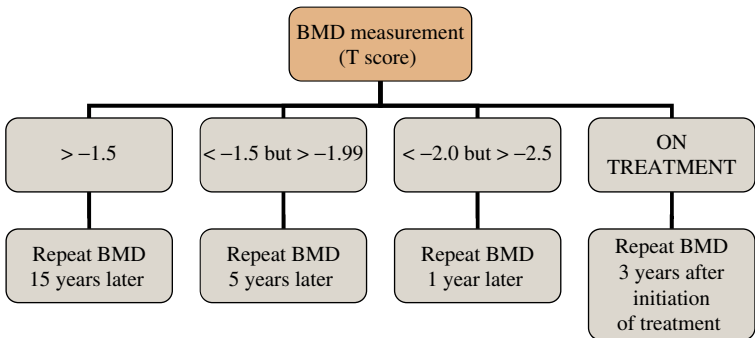 BMD measurement
(T score)
> −1.5
< −1.5 but > −1.99
< −2.0 but > −2.5
ON
TREATMENT
Repeat BMD
15 years later
Repeat BMD
5 years later
Repeat BMD
1 year later
Repeat BMD
3 years after
initiation
of treatment